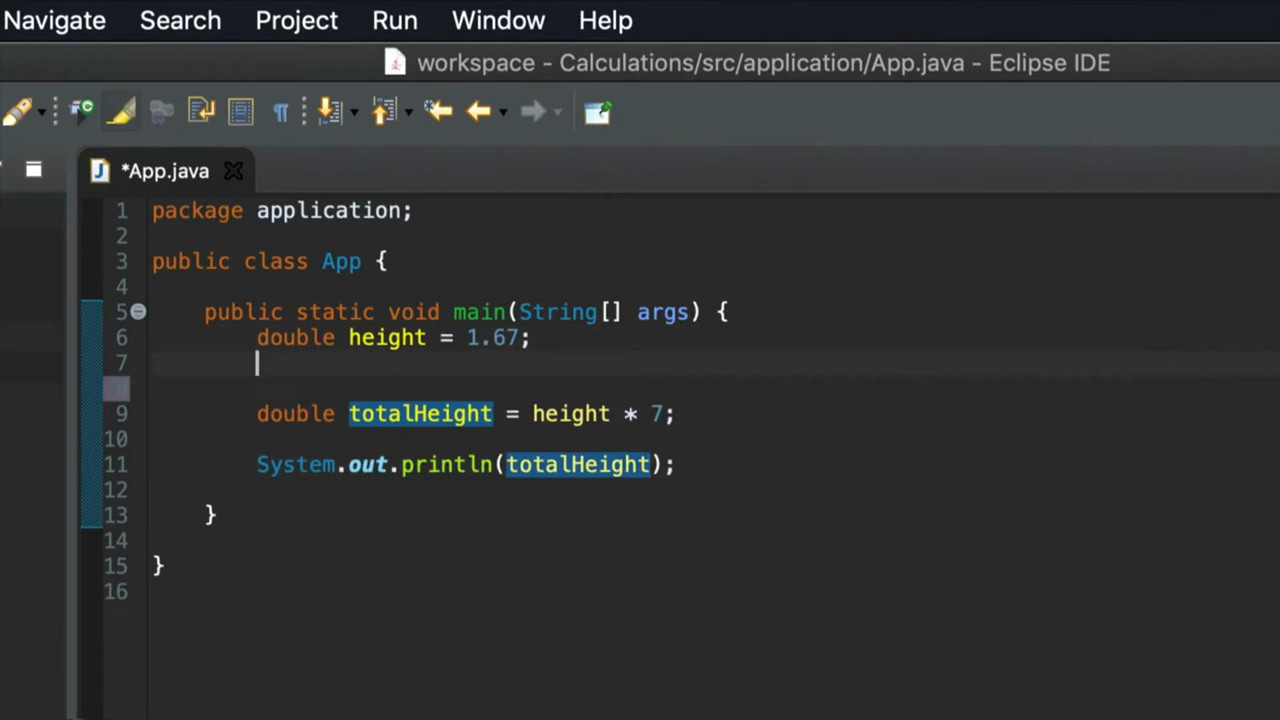 Navigate Search Project Run Window Help
workspace - Calculations/src/application/App.java - Eclipse IDE
*App.java
1 package application;
2
3 public class App {
4
5 public static void main(String[] args) {
6 double height = 1.67;
7
8
9 double totalHeight = height * 7;
10
11 System.out.println(totalHeight);
12
13 }
14
15 }
16